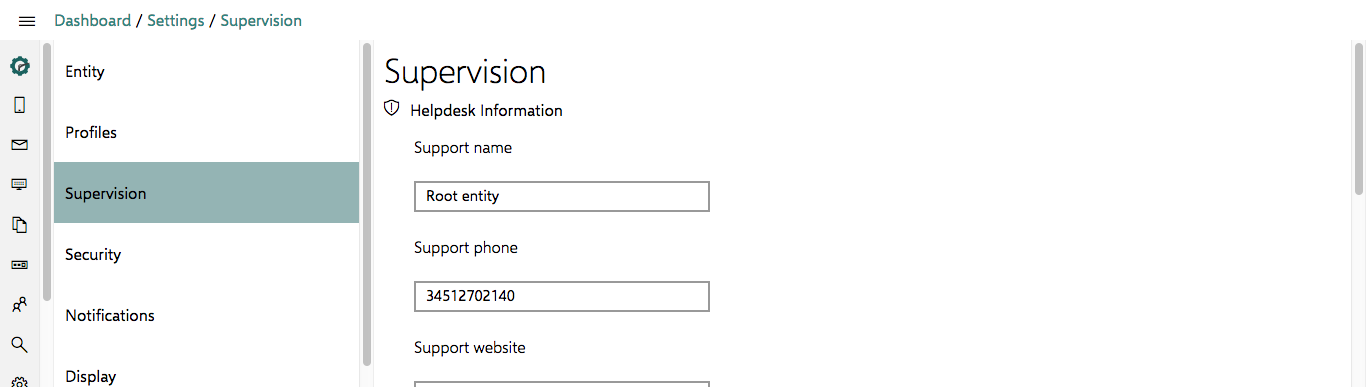 Dashboard / Settings / Supervision
Entity
Profiles
Supervision
Security
Notifications
Display
Supervision
Helpdesk Information
Support name
Root entity
Support phone
34512702140
Support website